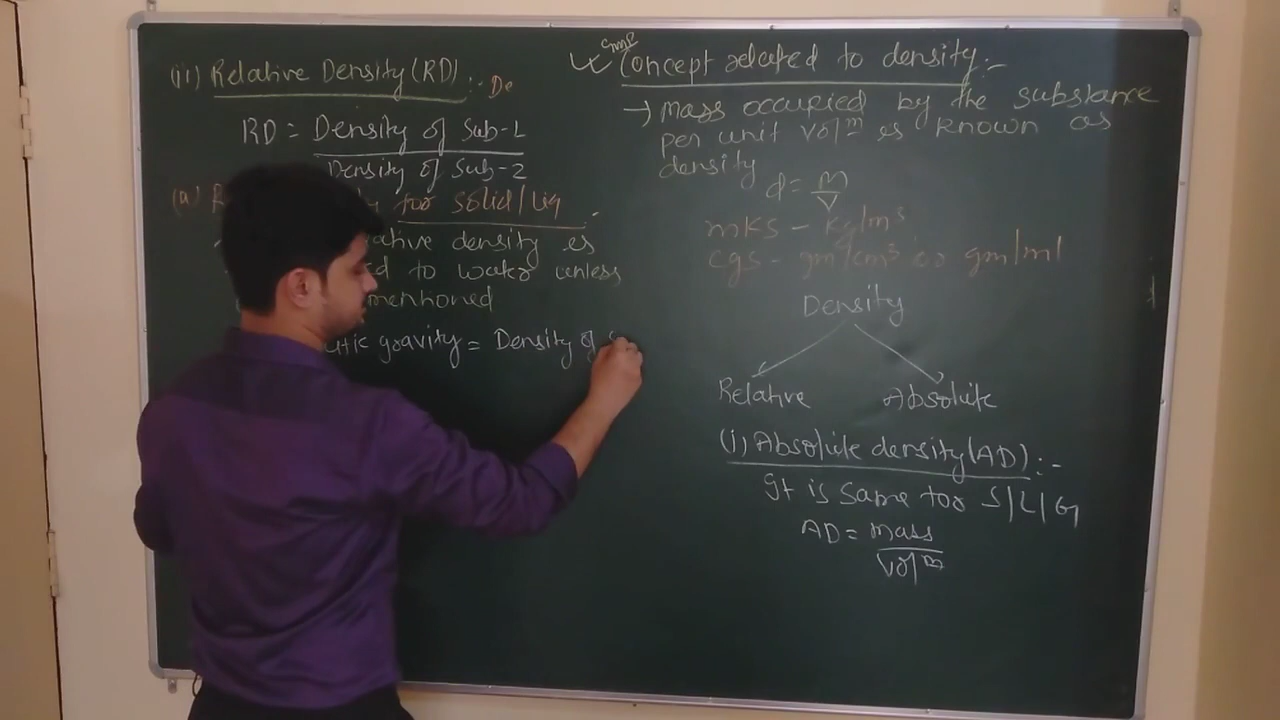 (ii) Relative Density (RD) :- De
RD = Density of Sub-1
Density of Sub-2
(a) R for solid/Liq
ative density is
d to water unless
mentioned
gravity = Density of S
Imp
Concept related to density :-
→ mass occupied by the substance
per unit volm is known as
density
d = M
V
mks - kg/m3
cgs - gm/cm3 or gm/ml
Density
Relative Absolute
(i) Absolute density (AD) :-
It is same for S/L/G
AD = mass
volm